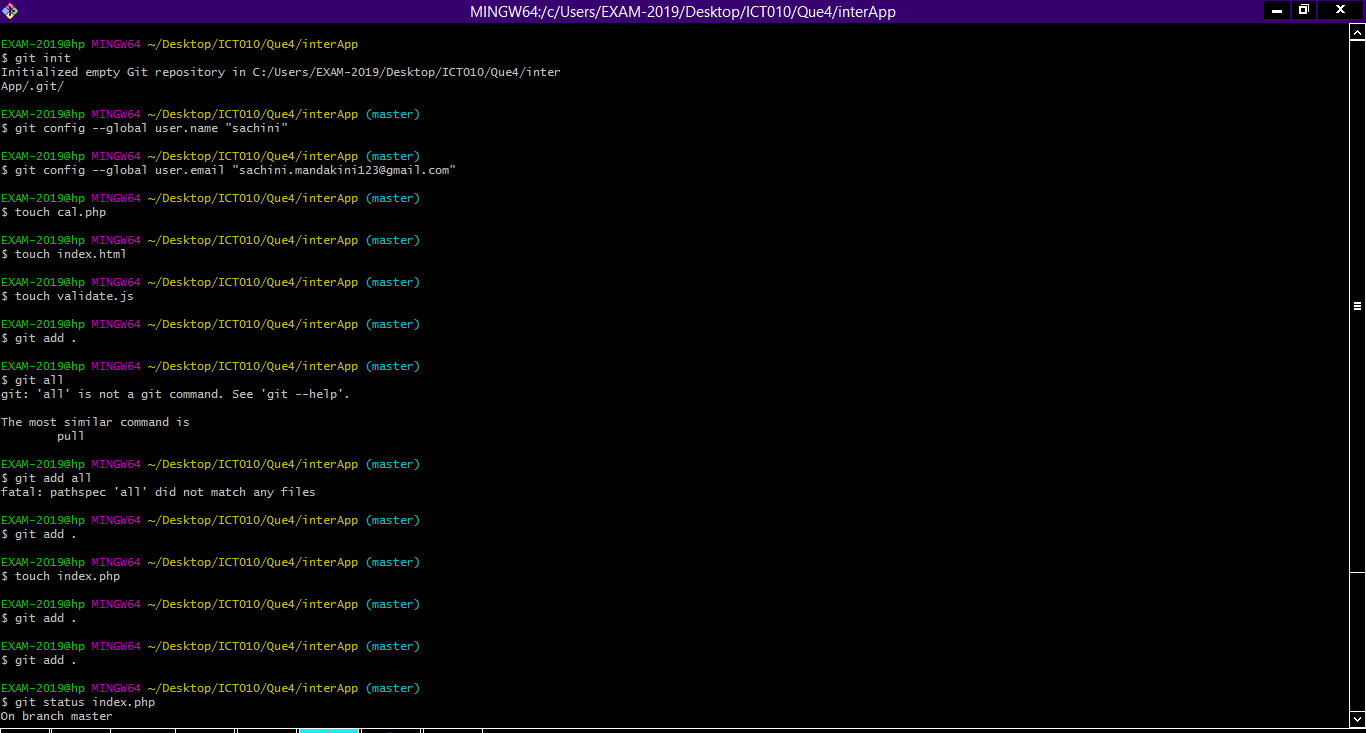 MINGW64:/c/Users/EXAM-2019/Desktop/ICT010/Que4/interApp
EXAM-2019@hp MINGW64 ~/Desktop/ICT010/Que4/interApp
$ git init
Initialized empty Git repository in C:/Users/EXAM-2019/Desktop/ICT010/Que4/inter
App/.git/
EXAM-2019@hp MINGW64 ~/Desktop/ICT010/Que4/interApp (master)
$ git config --global user.name "sachini"
EXAM-2019@hp MINGW64 ~/Desktop/ICT010/Que4/interApp (master)
$ git config --global user.email "sachini.mandakini123@gmail.com"
EXAM-2019@hp MINGW64 ~/Desktop/ICT010/Que4/interApp (master)
$ touch cal.php
EXAM-2019@hp MINGW64 ~/Desktop/ICT010/Que4/interApp (master)
$ touch index.html
EXAM-2019@hp MINGW64 ~/Desktop/ICT010/Que4/interApp (master)
$ touch validate.js
EXAM-2019@hp MINGW64 ~/Desktop/ICT010/Que4/interApp (master)
$ git add .
EXAM-2019@hp MINGW64 ~/Desktop/ICT010/Que4/interApp (master)
$ git all
git: 'all' is not a git command. See 'git --help'.
The most similar command is
pull
EXAM-2019@hp MINGW64 ~/Desktop/ICT010/Que4/interApp (master)
$ git add all
fatal: pathspec 'all' did not match any files
EXAM-2019@hp MINGW64 ~/Desktop/ICT010/Que4/interApp (master)
$ git add .
EXAM-2019@hp MINGW64 ~/Desktop/ICT010/Que4/interApp (master)
$ touch index.php
EXAM-2019@hp MINGW64 ~/Desktop/ICT010/Que4/interApp (master)
$ git add .
EXAM-2019@hp MINGW64 ~/Desktop/ICT010/Que4/interApp (master)
$ git add .
EXAM-2019@hp MINGW64 ~/Desktop/ICT010/Que4/interApp (master)
$ git status index.php
On branch master